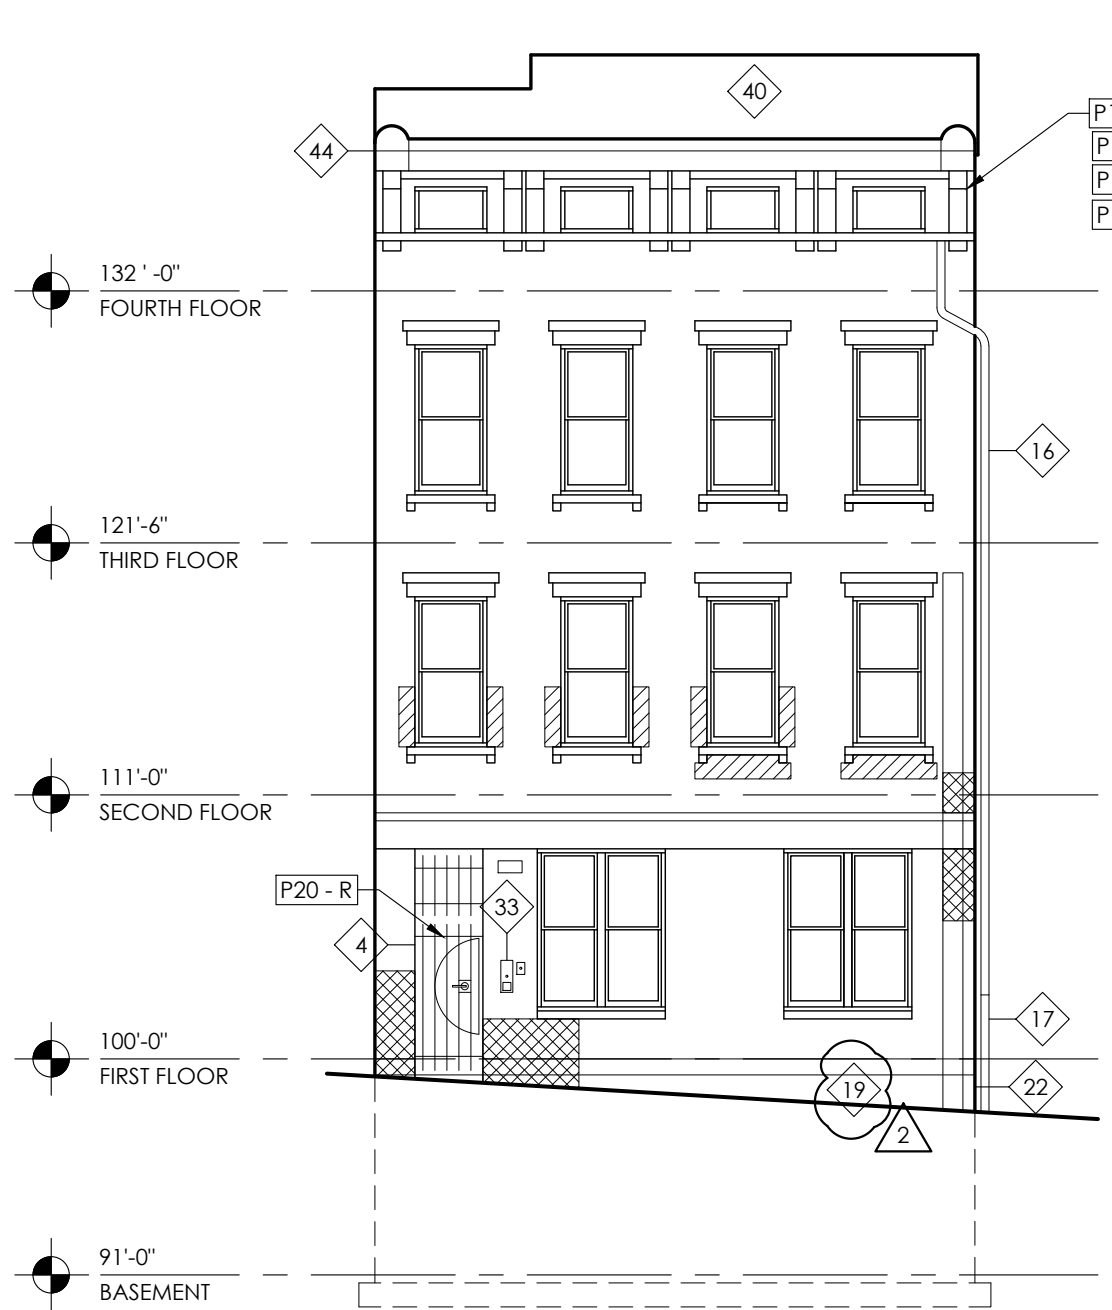 40
P
44
P
P
P
132 ' -0"
FOURTH FLOOR
16
121'-6"
THIRD FLOOR
111'-0"
SECOND FLOOR
P20 - R
33
4
17
100'-0"
FIRST FLOOR
22
19
2
91'-0"
BASEMENT